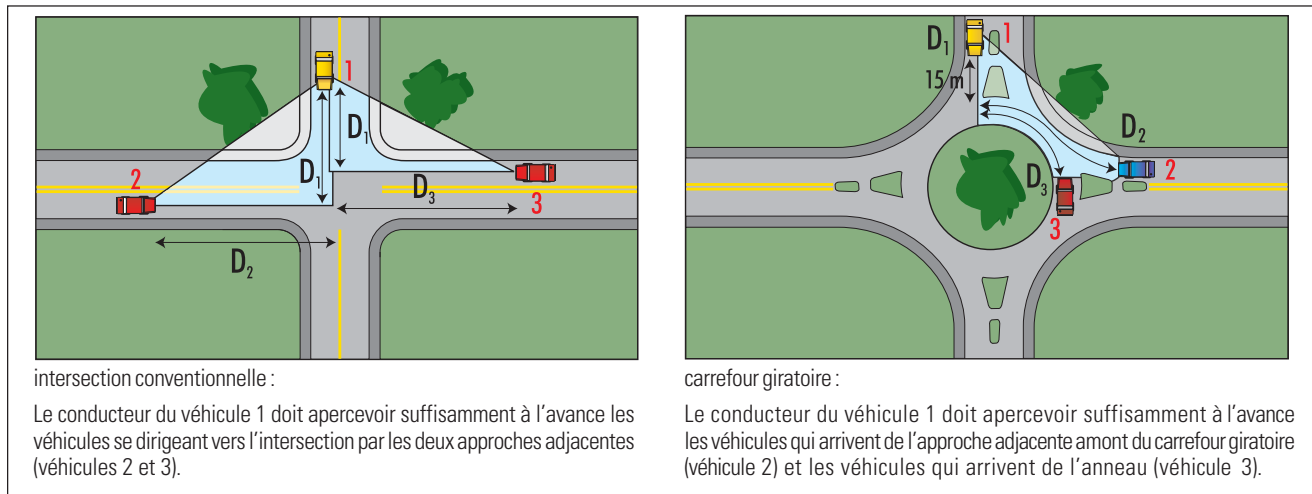 1
D₁
D₁
2
D₃
3
D₂
intersection conventionnelle :
Le conducteur du véhicule 1 doit apercevoir suffisamment à l'avance les
véhicules se dirigeant vers l'intersection par les deux approches adjacentes
(véhicules 2 et 3).
D₁
1
15 m
D₂
2
D₃
3
carrefour giratoire :
Le conducteur du véhicule 1 doit apercevoir suffisamment à l'avance
les véhicules qui arrivent de l'approche adjacente amont du carrefour giratoire
(véhicule 2) et les véhicules qui arrivent de l'anneau (véhicule 3).